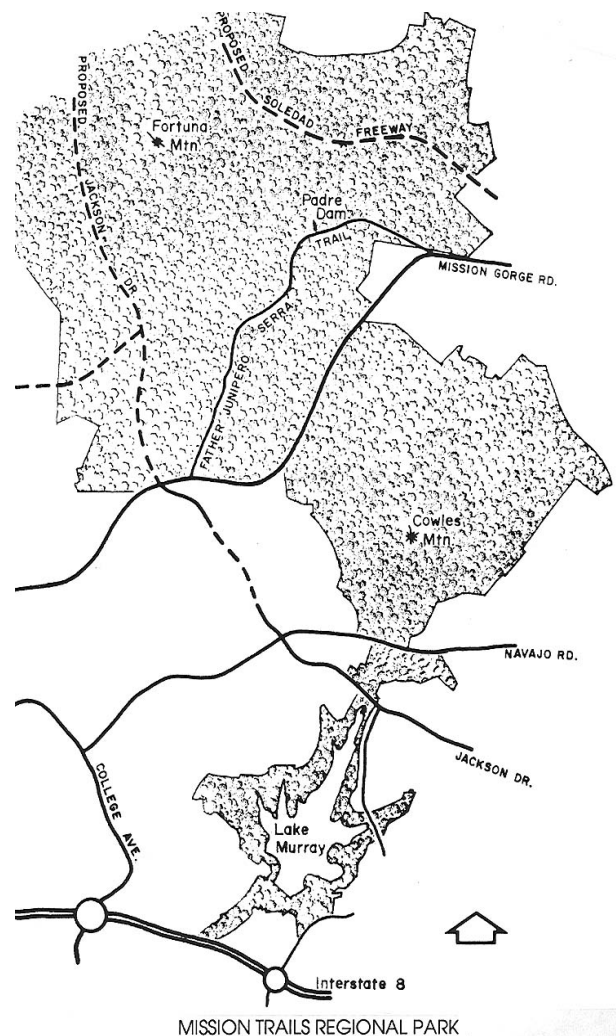 PROPOSED
SOLEDAD
FREEWAY
PROPOSED
JACKSON
DR.
Fortuna
Mtn.
Padre
Dam
TRAIL
SERRA
FATHER JUNIPERO
MISSION GORGE RD.
Cowles
Mtn.
NAVAJO RD.
JACKSON DR.
COLLEGE AVE.
Lake
Murray
Interstate 8
MISSION TRAILS REGIONAL PARK